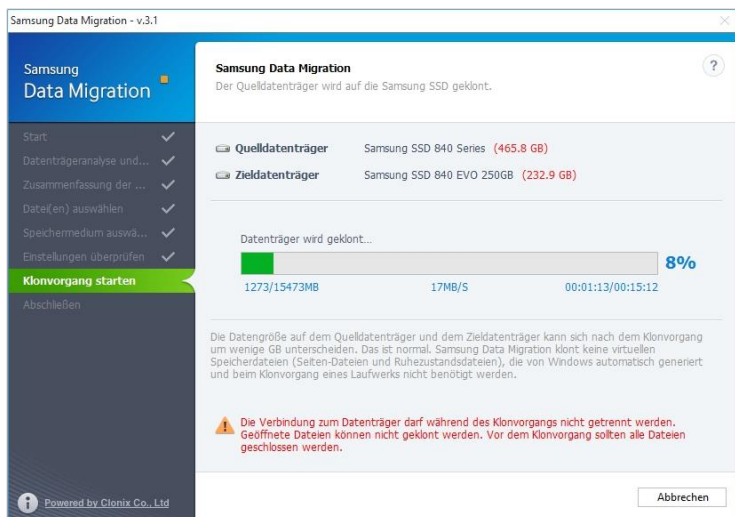 Samsung Data Migration - v.3.1
Samsung
Data Migration
Samsung Data Migration
Der Quelldatenträger wird auf die Samsung SSD geklont.
?
Start
Datenträgeranalyse und...
Zusammenfassung der ...
Datei(en) auswählen
Speichermedium auswä...
Einstellungen überprüfen
Klonvorgang starten
Abschließen
Quelldatenträger Samsung SSD 840 Series (465.8 GB)
Zieldatenträger Samsung SSD 840 EVO 250GB (232.9 GB)
Datenträger wird geklont...
8%
1273/15473MB 17MB/S 00:01:13/00:15:12
Die Datengröße auf dem Quelldatenträger und dem Zieldatenträger kann sich nach dem Klonvorgang
um wenige GB unterscheiden. Das ist normal. Samsung Data Migration klont keine virtuellen
Speicherdateien (Seiten-Dateien und Ruhezustandsdateien), die von Windows automatisch generiert
und beim Klonvorgang eines Laufwerks nicht benötigt werden.
Die Verbindung zum Datenträger darf während des Klonvorgangs nicht getrennt werden.
Geöffnete Dateien können nicht geklont werden. Vor dem Klonvorgang sollten alle Dateien
geschlossen werden.
Powered by Clonix Co., Ltd
Abbrechen